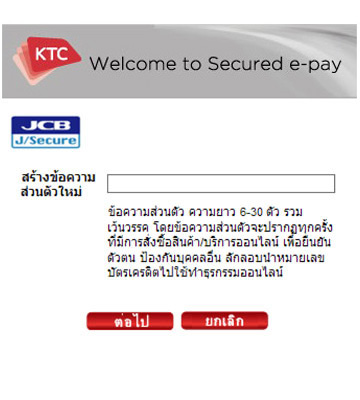 KTC
Welcome to Secured e-pay
JCB
J/Secure
สร้างข้อความ
ส่วนตัวใหม่
ข้อความส่วนตัว ความยาว 6-30 ตัว รวม
เว้นวรรค โดยข้อความส่วนตัวจะปรากฏทุกครั้ง
ที่มีการสั่งซื้อสินค้า/บริการออนไลน์ เพื่อยืนยัน
ตัวตน ป้องกันบุคคลอื่น ลักลอบนำหมายเลข
บัตรเครดิตไปใช้ทำธุรกรรมออนไลน์
ต่อไป ยกเลิก